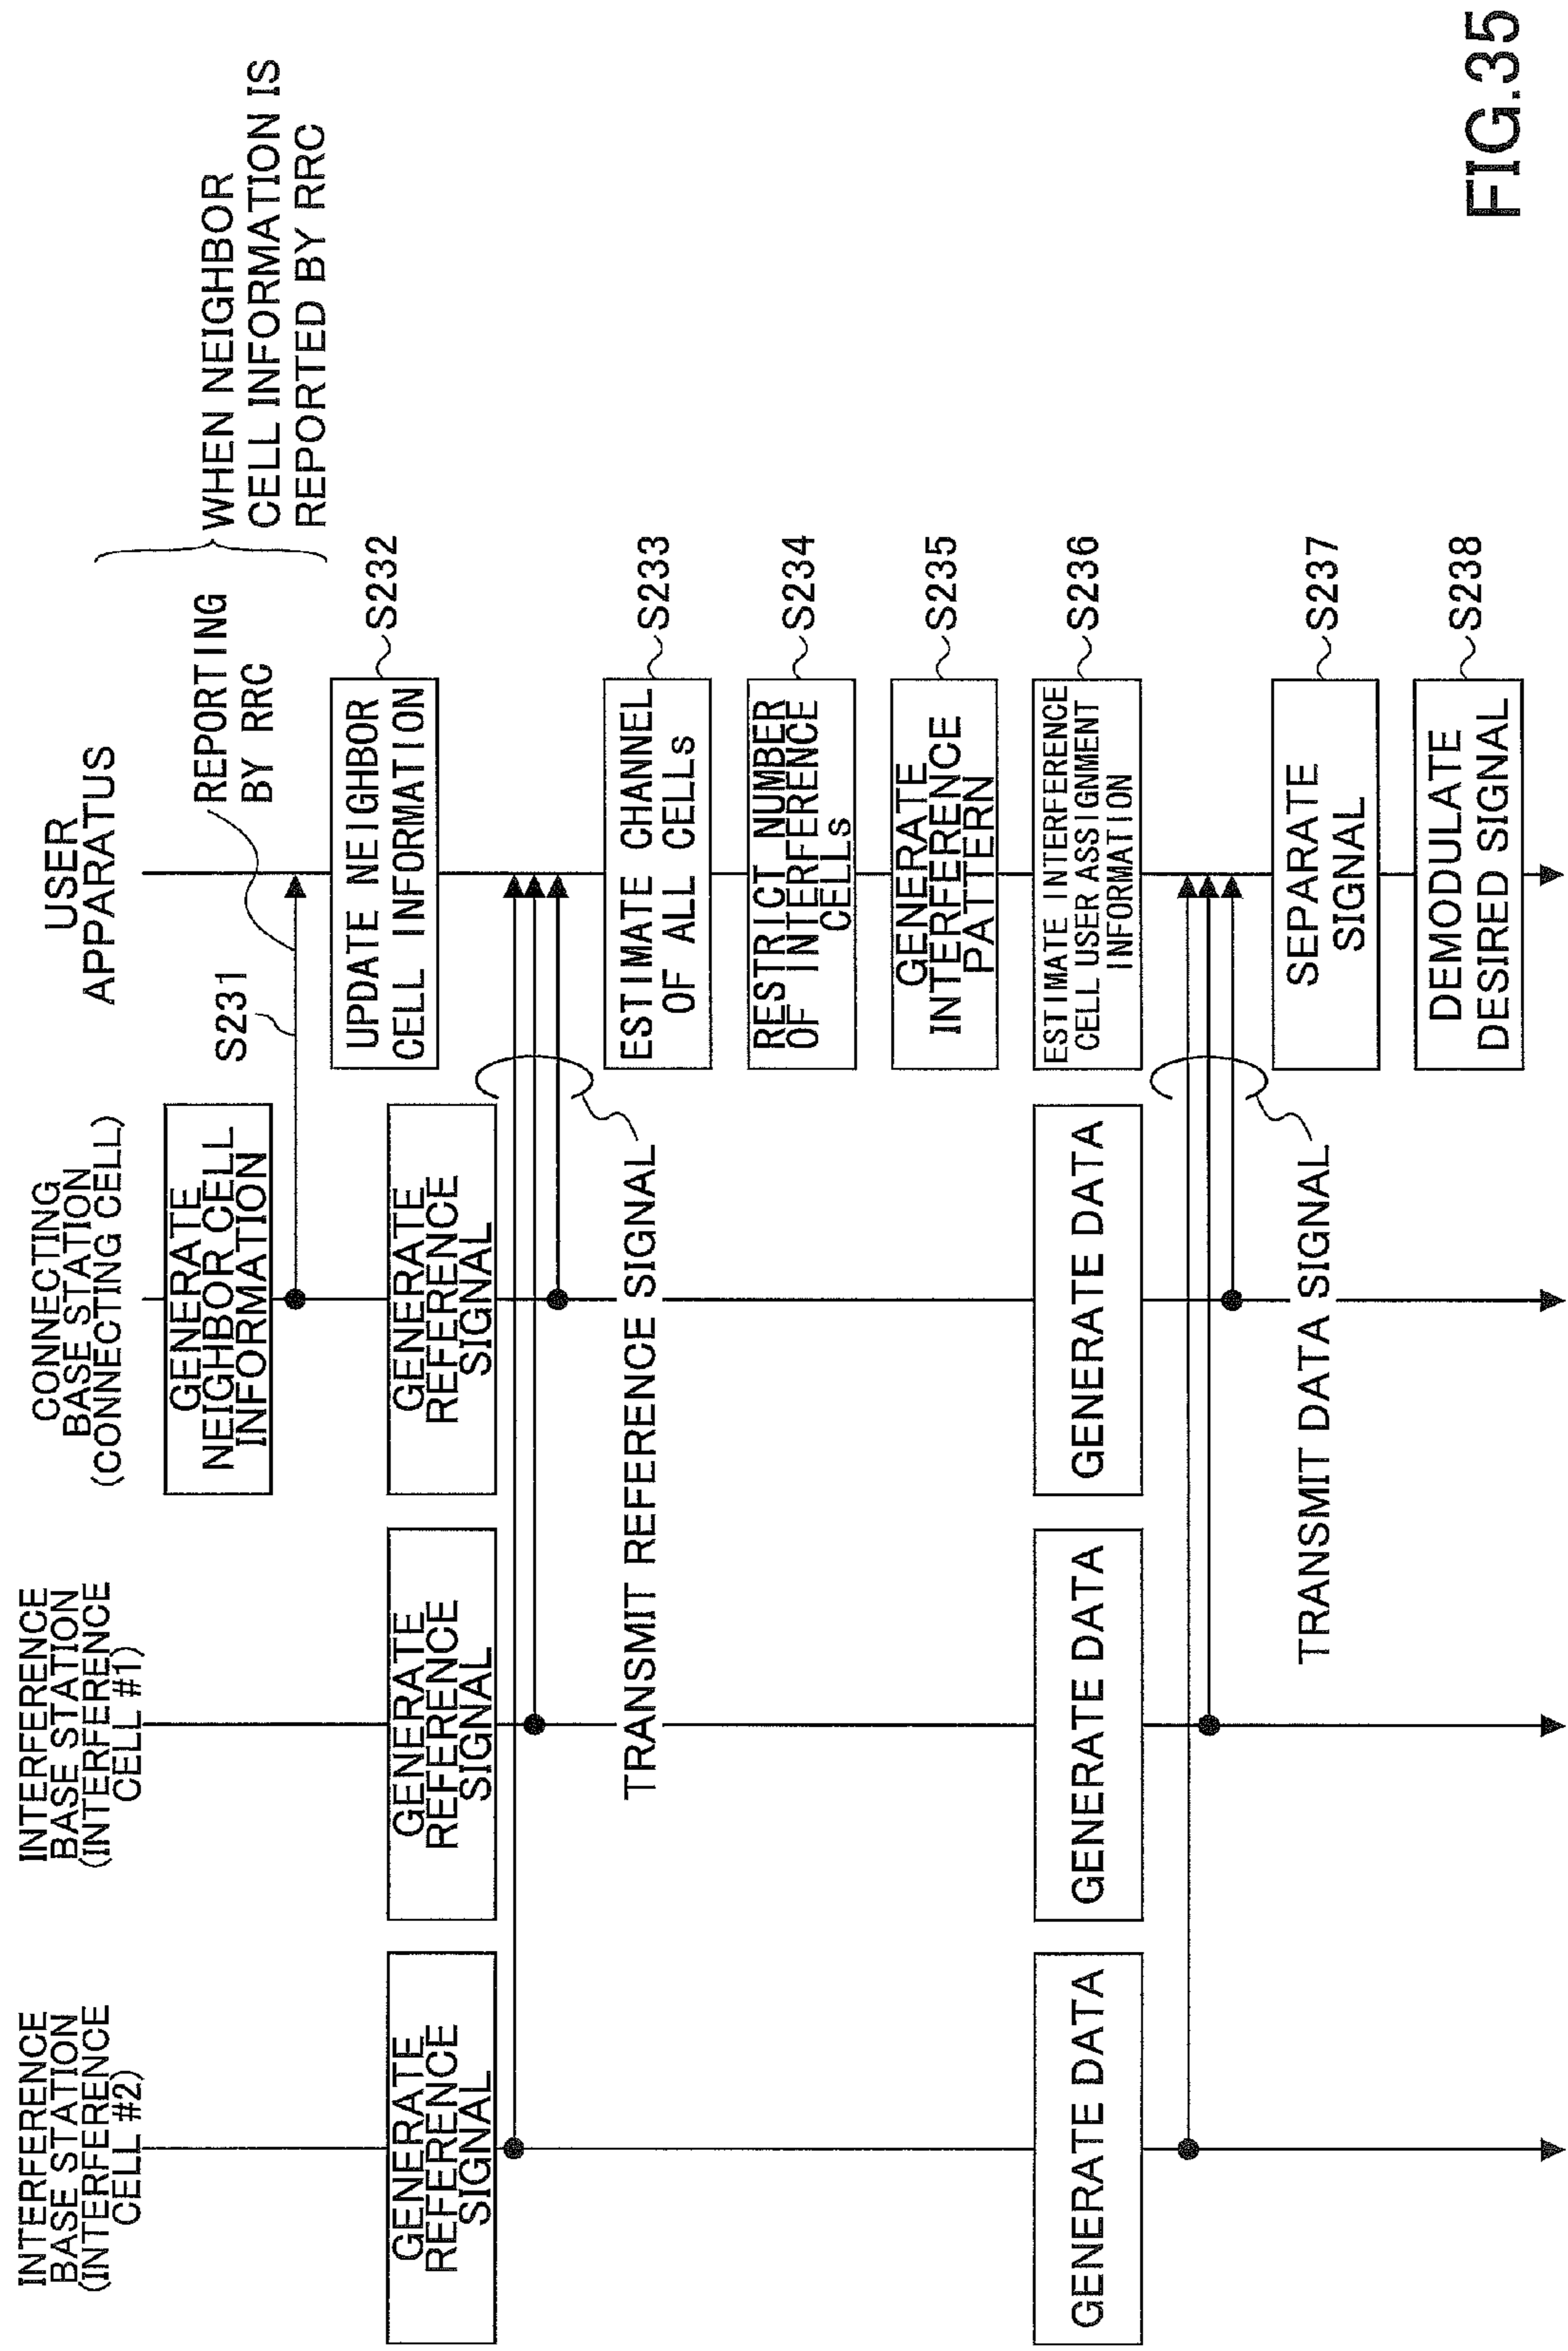 INTERFERENCE
BASE STATION
(INTERFERENCE
CELL #2)
INTERFERENCE
BASE STATION
(INTERFERENCE
CELL #1)
CONNECTING
BASE STATION
(CONNECTING CELL)
USER
APPARATUS
GENERATE
NEIGHBOR CELL
INFORMATION
S231
REPORTING
BY RRC
WHEN NEIGHBOR
CELL INFORMATION IS
REPORTED BY RRC
UPDATE NEIGHBOR
CELL INFORMATION
S232
GENERATE
REFERENCE
SIGNAL
GENERATE
REFERENCE
SIGNAL
GENERATE
REFERENCE
SIGNAL
TRANSMIT REFERENCE SIGNAL
ESTIMATE CHANNEL
OF ALL CELLS
S233
RESTRICT NUMBER
OF INTERFERENCE
CELLS
S234
GENERATE
INTERFERENCE
PATTERN
S235
GENERATE DATA
GENERATE DATA
GENERATE DATA
ESTIMATE INTERFERENCE
CELL USER ASSIGNMENT
INFORMATION
S236
TRANSMIT DATA SIGNAL
SEPARATE
SIGNAL
S237
DEMODULATE
DESIRED SIGNAL
S238
FIG.35